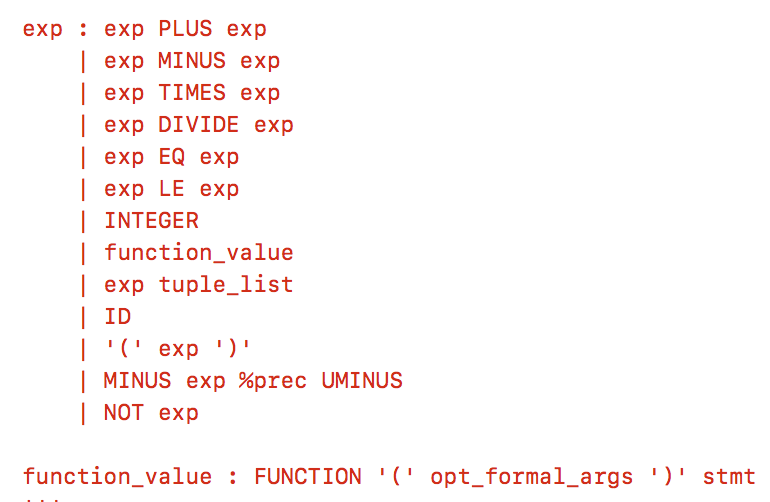 exp : exp PLUS exp
| exp MINUS exp
| exp TIMES exp
| exp DIVIDE exp
| exp EQ exp
| exp LE exp
| INTEGER
| function_value
| exp tuple_list
| ID
| '(' exp ')'
| MINUS exp %prec UMINUS
| NOT exp
function_value : FUNCTION '(' opt_formal_args ')' stmt
'''